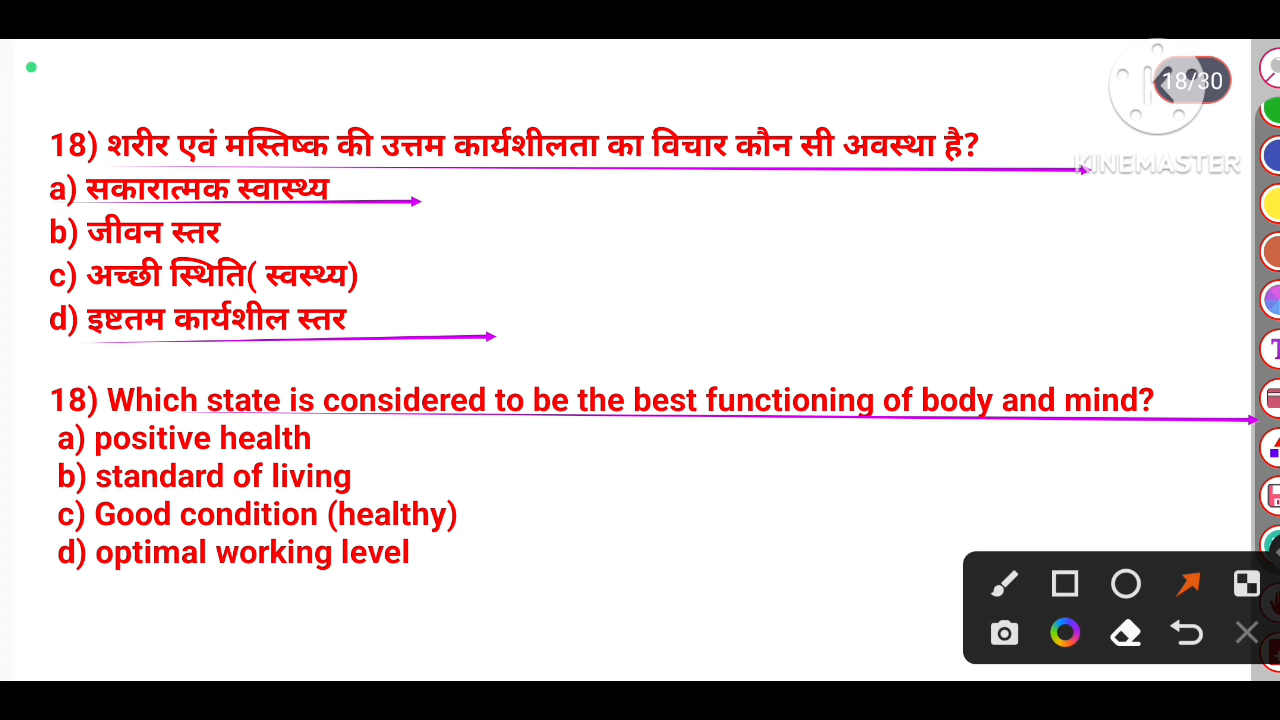 18/30
KINEMASTER
18) शरीर एवं मस्तिष्क की उत्तम कार्यशीलता का विचार कौन सी अवस्था है?
a) सकारात्मक स्वास्थ्य
b) जीवन स्तर
c) अच्छी स्थिति( स्वस्थ्य)
d) इष्टतम कार्यशील स्तर
18) Which state is considered to be the best functioning of body and mind?
a) positive health
b) standard of living
c) Good condition (healthy)
d) optimal working level